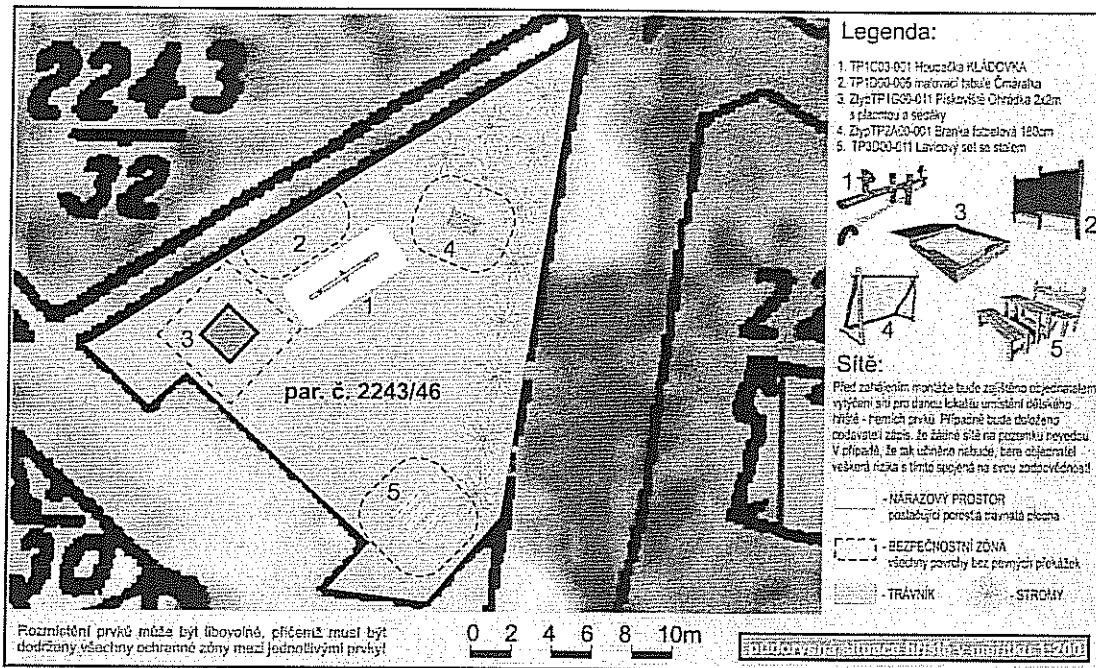 2243
32
2
4
1
3
par. č. 2243/46
5
30
Legenda:
1. TP1C03-001 Houpačka KLÁDOVKA
2. TP1D00-005 malovací tabule Čmáralka
3. ZlypTP1G00-011 Pískoviště Ohrádka 2x2m
s plachtou a sedáky
4. ZlypTP2A00-001 Branka fotbalová 180cm
5. TP3D00-011 Lavicový set se stolem
1
2
3
4
5
Sítě:
Před zahájením montáže bude zajištěno objednatelem
vytýčení sítí pro danou lokalitu umístění dětského
hřiště - herních prvků. Případně bude doloženo
dodavateli zápis, že žádné sítě na pozemku nevedou.
V případě, že tak učiněno nebude, bere objednatel
veškerá rizika s tímto spojená na svou zodpovědnost!
- NÁRAZOVÝ PROSTOR
postačující porostlá travnatá plocha
- BEZPEČNOSTNÍ ZÓNA
všechny povrchy bez pevných překážek
- TRÁVNÍK - STROMY
Rozmístění prvků může být libovolné, přičemž musí být
dodrženy všechny ochranné zóny mezi jednotlivými prvky!
0 2 4 6 8 10m
půdorysná situace hřiště v měřítku 1:200